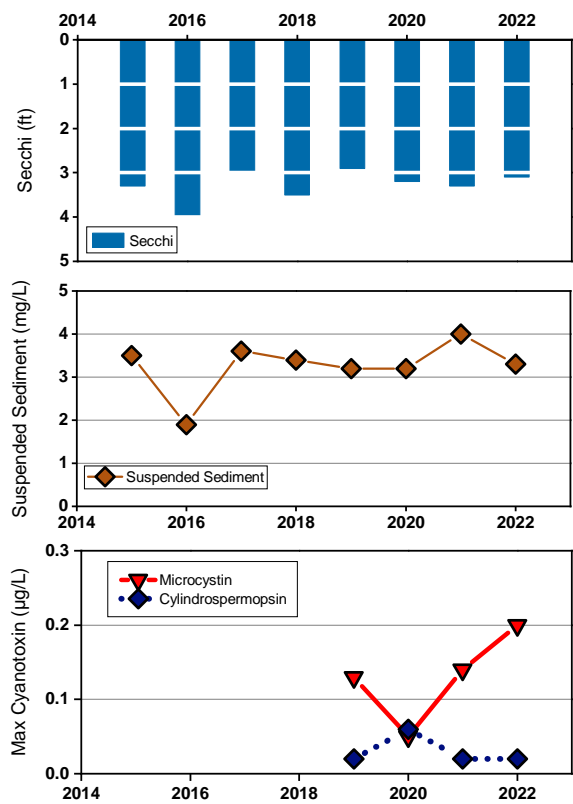 2014 2016 2018 2020 2022
0
1
2
3
4
5
Secchi (ft)
Secchi
5
4
3
2
1
0
Suspended Sediment (mg/L)
Suspended Sediment
2014 2016 2018 2020 2022
0.3
0.2
0.1
0.0
Max Cyanotoxin (µg/L)
Microcystin
Cylindrospermopsin
2014 2016 2018 2020 2022